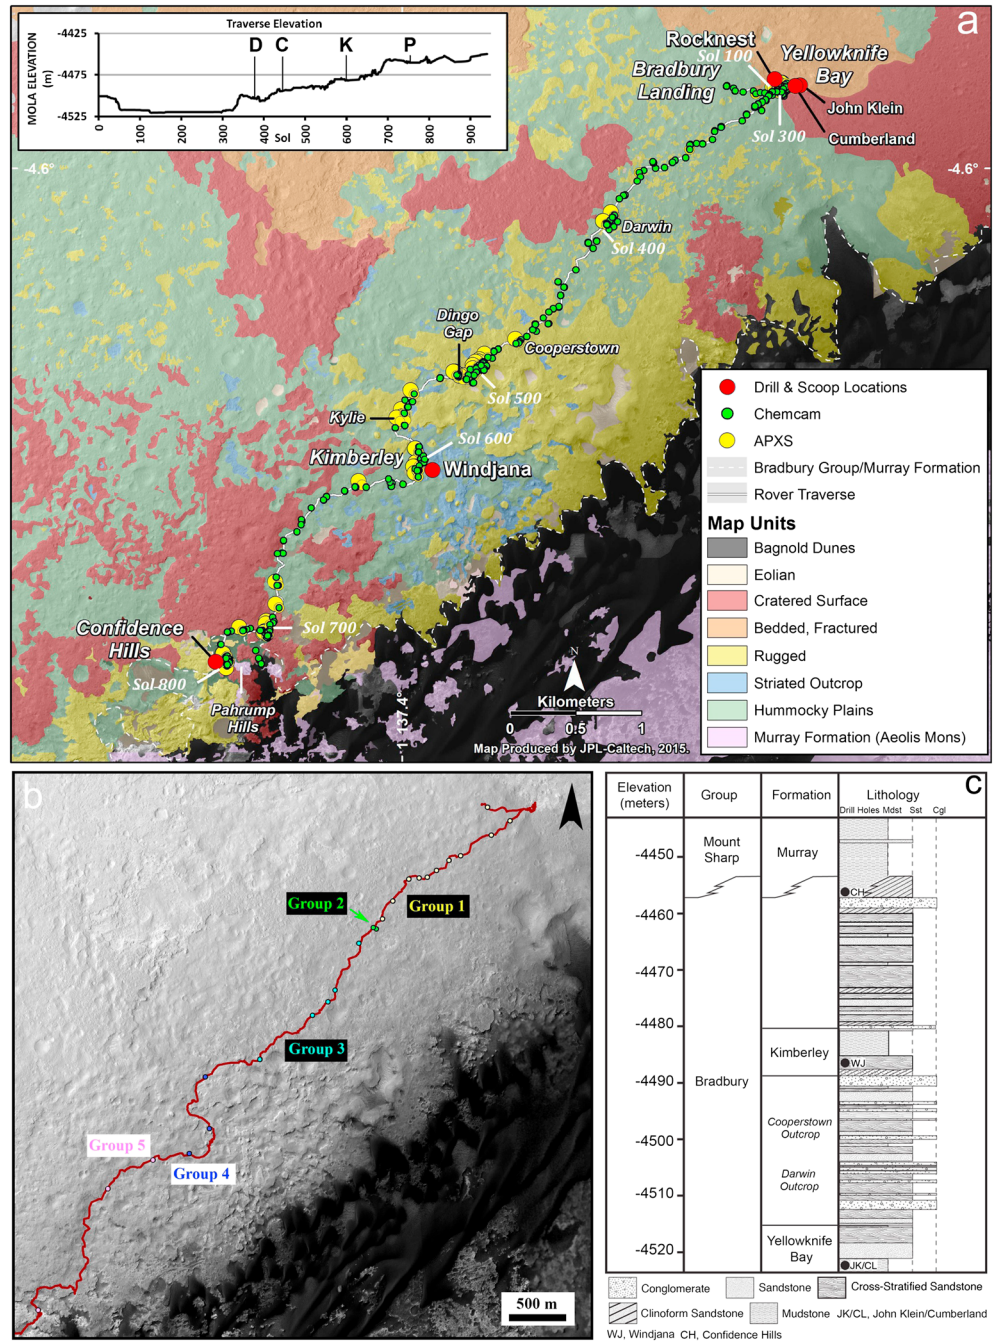 a
Traverse Elevation
MOLA ELEVATION
(m)
-4425
-4475
-4525
D C K P
0 100 200 300 400 500 600 700 800 900
Sol
Rocknest
Sol 100
Yellowknife
Bay
Bradbury
Landing
John Klein
Sol 300
Cumberland
-4.6°
-4.6°
Darwin
Sol 400
Dingo
Gap
Cooperstown
Sol 500
Kylie
Sol 600
Kimberley
Windjana
Sol 700
Confidence
Hills
Sol 800
Pahrump
Hills
137.4°
N
Kilometers
0 0.5 1
Map Produced by JPL-Caltech, 2015.
Drill & Scoop Locations
Chemcam
APXS
Bradbury Group/Murray Formation
Rover Traverse
Map Units
Bagnold Dunes
Eolian
Cratered Surface
Bedded, Fractured
Rugged
Striated Outcrop
Hummocky Plains
Murray Formation (Aeolis Mons)
b
Group 2
Group 1
Group 3
Group 5
Group 4
500 m
c
Elevation
(meters)
Group
Formation
Lithology
Drill Holes Mdst Sst Cgl
-4450
-4460
-4470
-4480
-4490
-4500
-4510
-4520
Mount
Sharp
Bradbury
Murray
Kimberley
Cooperstown
Outcrop
Darwin
Outcrop
Yellowknife
Bay
CH
WJ
JK/CL
Conglomerate Sandstone Cross-Stratified Sandstone
Clinoform Sandstone Mudstone JK/CL, John Klein/Cumberland
WJ, Windjana CH, Confidence Hills